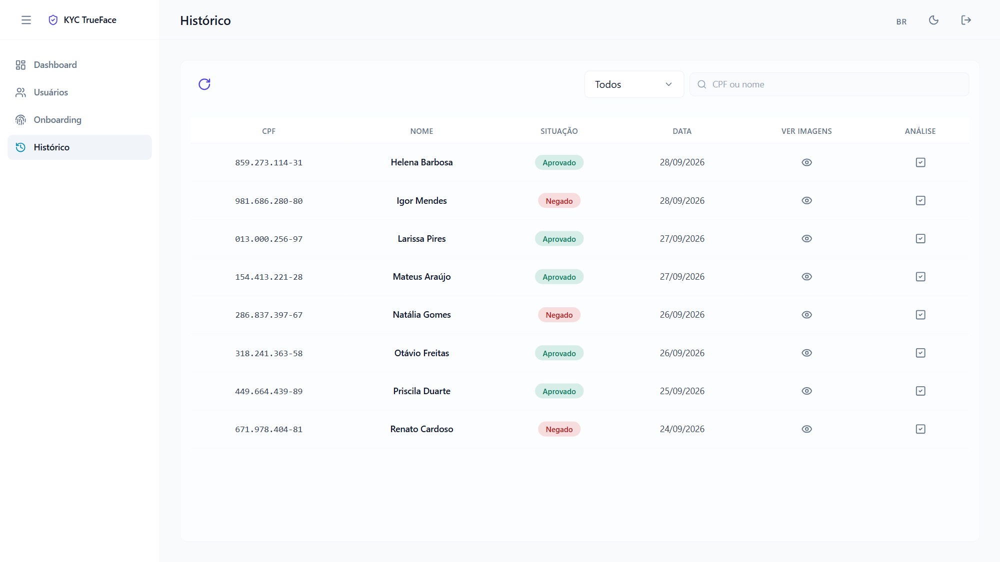 KYC TrueFace
Histórico
BR
Dashboard
Usuários
Onboarding
Histórico
Todos
CPF ou nome
CPF NOME SITUAÇÃO DATA VER IMAGENS ANÁLISE
859.273.114-31 Helena Barbosa Aprovado 28/09/2026
981.686.280-80 Igor Mendes Negado 28/09/2026
013.000.256-97 Larissa Pires Aprovado 27/09/2026
154.413.221-28 Mateus Araújo Aprovado 27/09/2026
286.837.397-67 Natália Gomes Negado 26/09/2026
318.241.363-58 Otávio Freitas Aprovado 26/09/2026
449.664.439-89 Priscila Duarte Aprovado 25/09/2026
671.978.404-81 Renato Cardoso Negado 24/09/2026